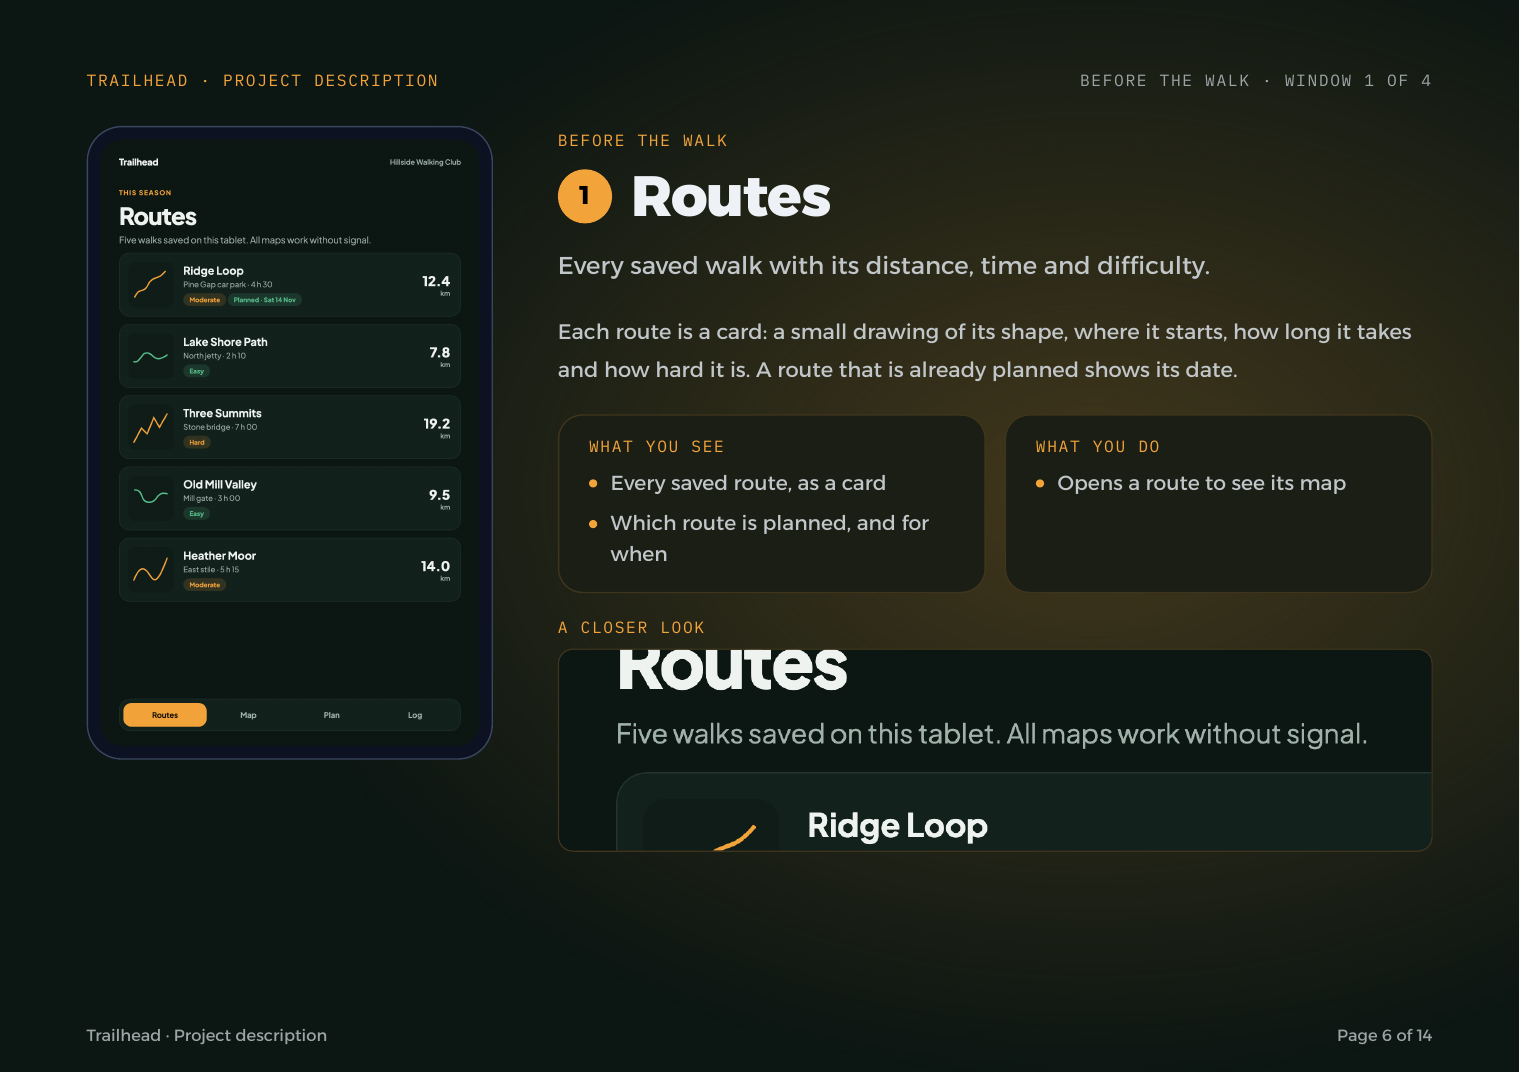 TRAILHEAD · PROJECT DESCRIPTION
BEFORE THE WALK · WINDOW 1 OF 4
Trailhead
Hillside Walking Club
THIS SEASON
Routes
Five walks saved on this tablet. All maps work without signal.
Ridge Loop
Pine Gap car park · 4 h 30
Moderate
Planned · Sat 14 Nov
12.4
km
Lake Shore Path
North jetty · 2 h 10
Easy
7.8
km
Three Summits
Stone bridge · 7 h 00
Hard
19.2
km
Old Mill Valley
Mill gate · 3 h 00
Easy
9.5
km
Heather Moor
East stile · 5 h 15
Moderate
14.0
km
Routes
Map
Plan
Log
BEFORE THE WALK
1
Routes
Every saved walk with its distance, time and difficulty.
Each route is a card: a small drawing of its shape, where it starts, how long it takes
and how hard it is. A route that is already planned shows its date.
WHAT YOU SEE
Every saved route, as a card
Which route is planned, and for
when
WHAT YOU DO
Opens a route to see its map
A CLOSER LOOK
Routes
Five walks saved on this tablet. All maps work without signal.
Ridge Loop
Trailhead · Project description
Page 6 of 14